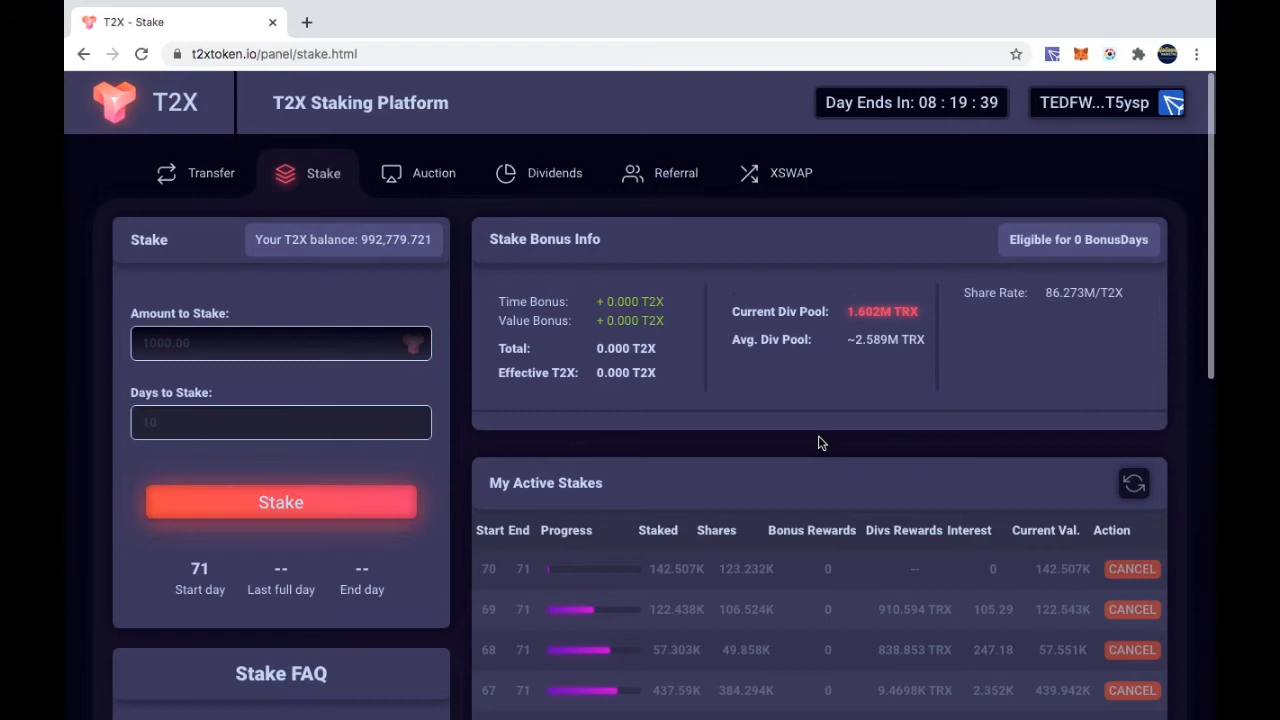 T2X - Stake
t2xtoken.io/panel/stake.html
T2X
T2X Staking Platform
Day Ends In: 08 : 19 : 39
TEDFW...T5ysp
Transfer
Stake
Auction
Dividends
Referral
XSWAP
Stake
Your T2X balance: 992,779.721
Amount to Stake:
1000.00
Days to Stake:
10
Stake
71
--
--
Start day
Last full day
End day
Stake FAQ
Stake Bonus Info
Eligible for 0 BonusDays
Time Bonus: + 0.000 T2X
Value Bonus: + 0.000 T2X
Total: 0.000 T2X
Effective T2X: 0.000 T2X
Current Div Pool: 1.602M TRX
Avg. Div Pool: ~2.589M TRX
Share Rate: 86.273M/T2X
My Active Stakes
Start End Progress Staked Shares Bonus Rewards Divs Rewards Interest Current Val. Action
70 71 142.507K 123.232K 0 -- 0 142.507K CANCEL
69 71 122.438K 106.524K 0 910.594 TRX 105.29 122.543K CANCEL
68 71 57.303K 49.858K 0 838.853 TRX 247.18 57.551K CANCEL
67 71 437.59K 384.294K 0 9.4698K TRX 2.352K 439.942K CANCEL